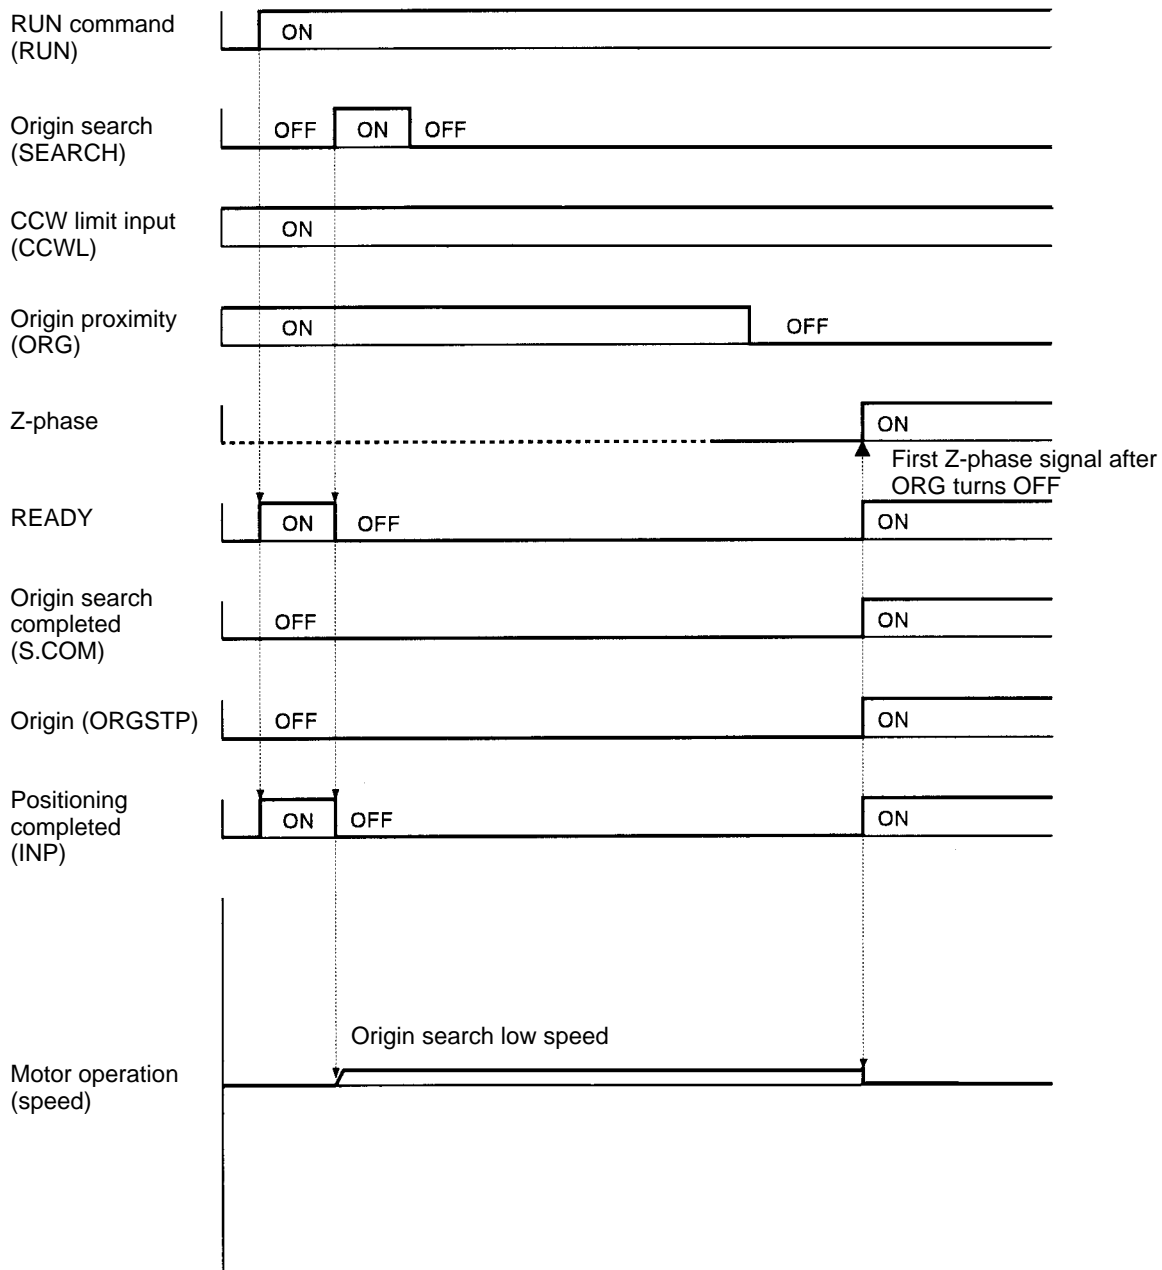 RUN command
(RUN)
ON
Origin search
(SEARCH)
OFF ON OFF
CCW limit input
(CCWL)
ON
Origin proximity
(ORG)
ON OFF
Z-phase
ON
First Z-phase signal after
ORG turns OFF
READY
ON OFF ON
Origin search
completed
(S.COM)
OFF ON
Origin (ORGSTP)
OFF ON
Positioning
completed
(INP)
ON OFF ON
Origin search low speed
Motor operation
(speed)